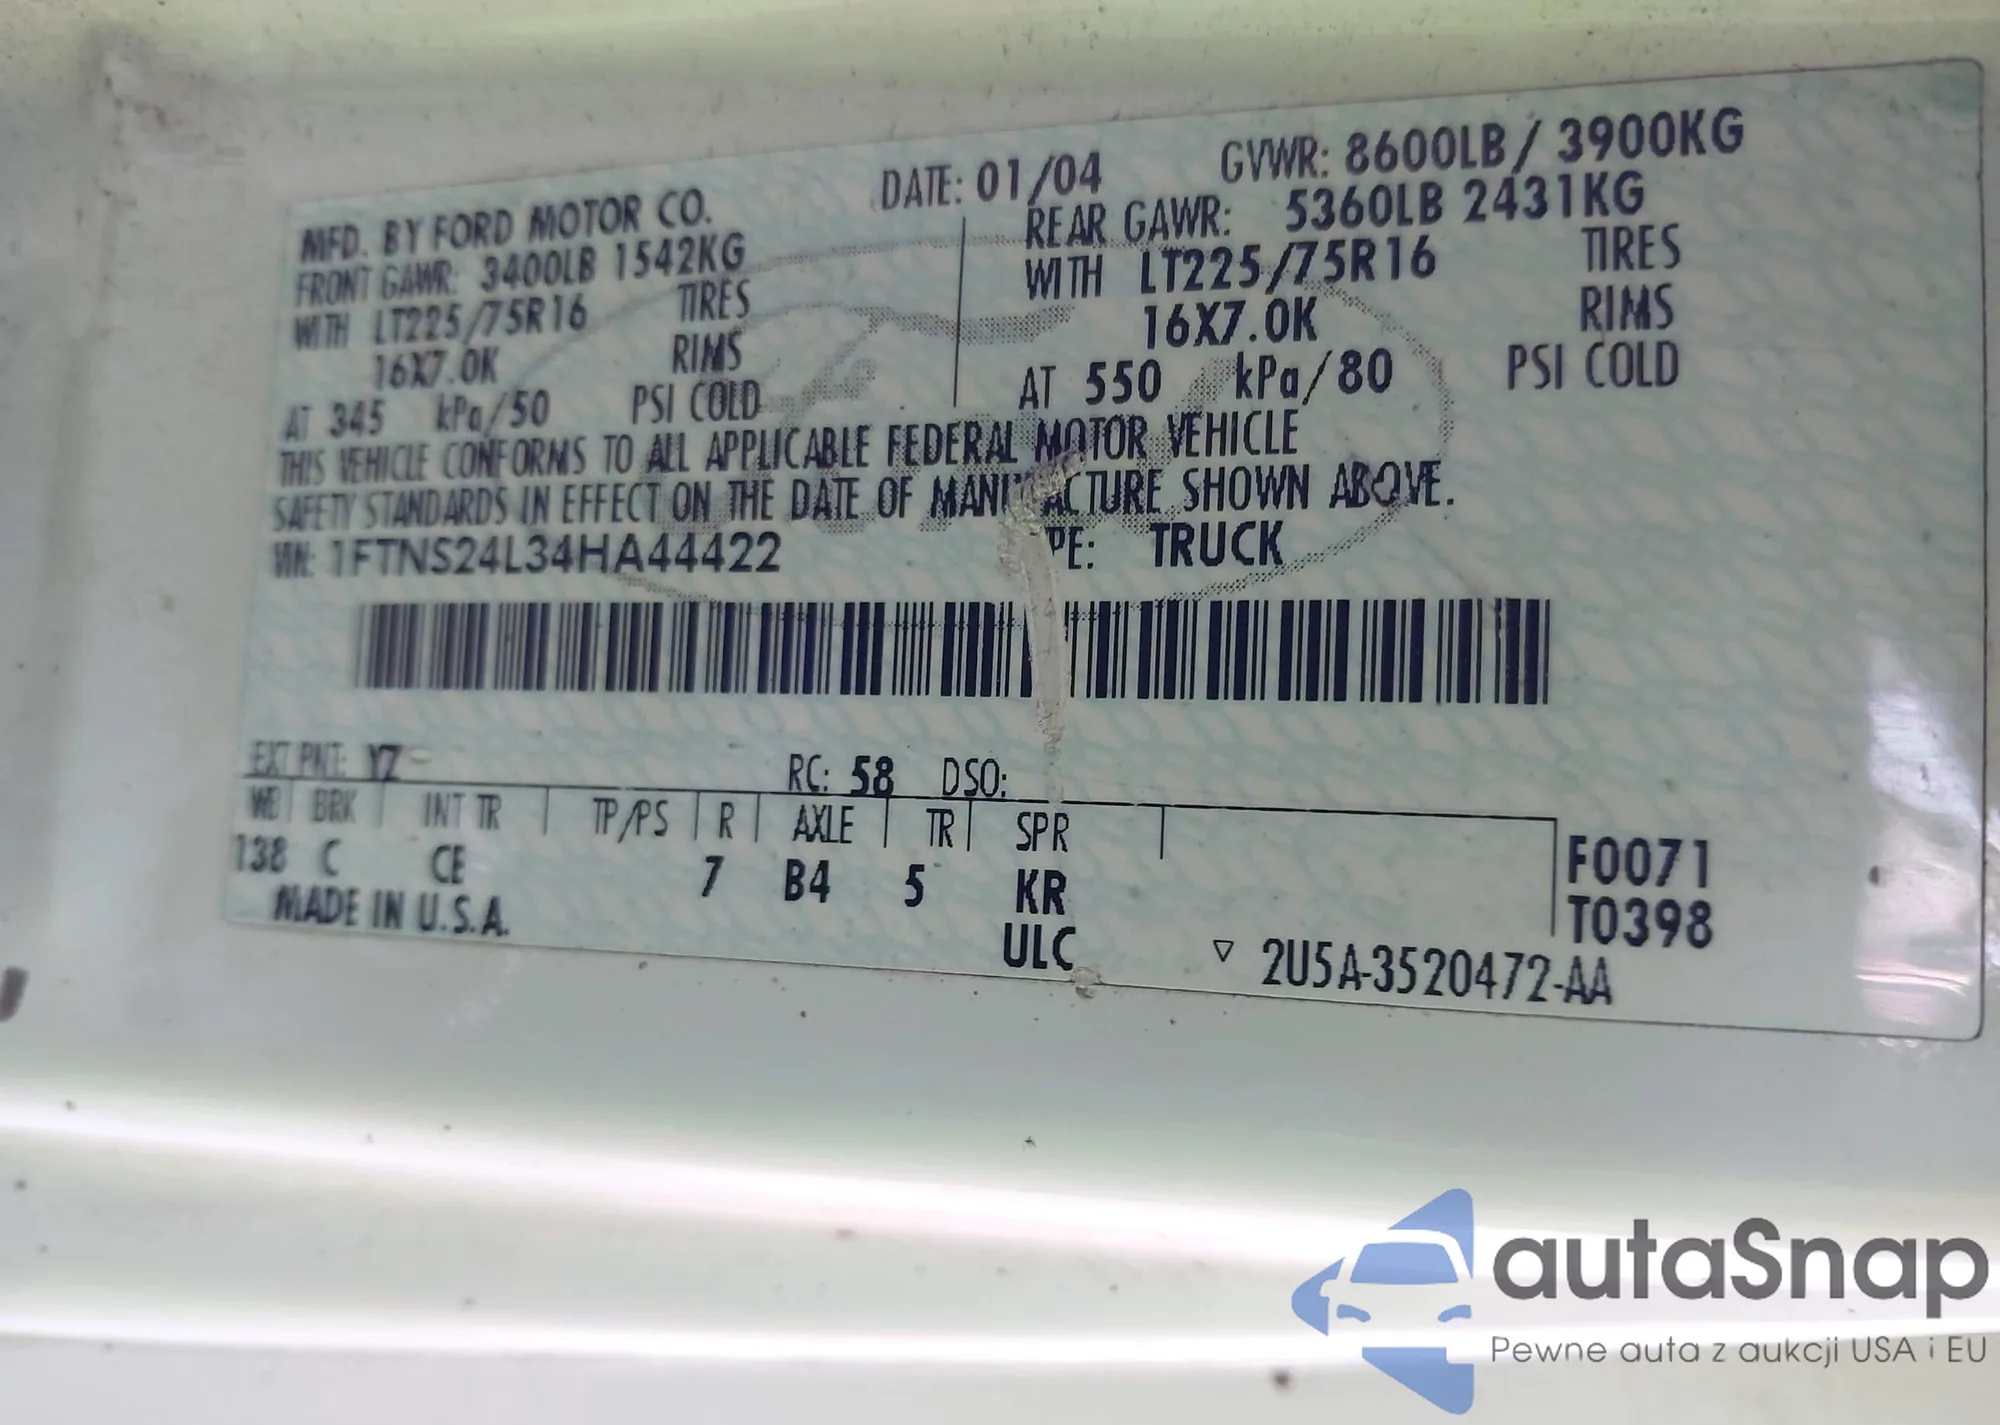 MFD. BY FORD MOTOR CO. DATE: 01/04 GVWR: 8600LB / 3900KG
FRONT GAWR: 3400LB 1542KG REAR GAWR: 5360LB 2431KG
WITH LT225/75R16 TIRES WITH LT225/75R16 TIRES
16X7.0K RIMS 16X7.0K RIMS
AT 345 kPa/50 PSI COLD AT 550 kPa/80 PSI COLD
THIS VEHICLE CONFORMS TO ALL APPLICABLE FEDERAL MOTOR VEHICLE
SAFETY STANDARDS IN EFFECT ON THE DATE OF MANUFACTURE SHOWN ABOVE.
VIN: 1FTNS24L34HA44422 PE: TRUCK
EXT PNT: YZ RC: 58 DSO:
WB BRK INT TR TP/PS R AXLE TR SPR
138 C CE 7 B4 5 KR F0071
MADE IN U.S.A. ULC T0398
2U5A-3520472-AA
autaSnap
Pewne auta z aukcji USA i EU